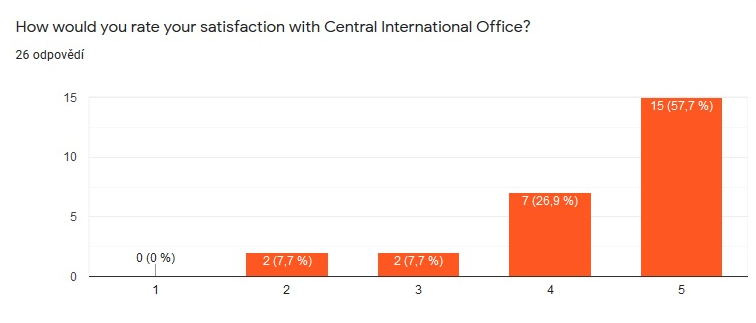 How would you rate your satisfaction with Central International Office?
26 odpovědí
15
10
5
0
0 (0 %)
2 (7,7 %)
2 (7,7 %)
7 (26,9 %)
15 (57,7 %)
1 2 3 4 5